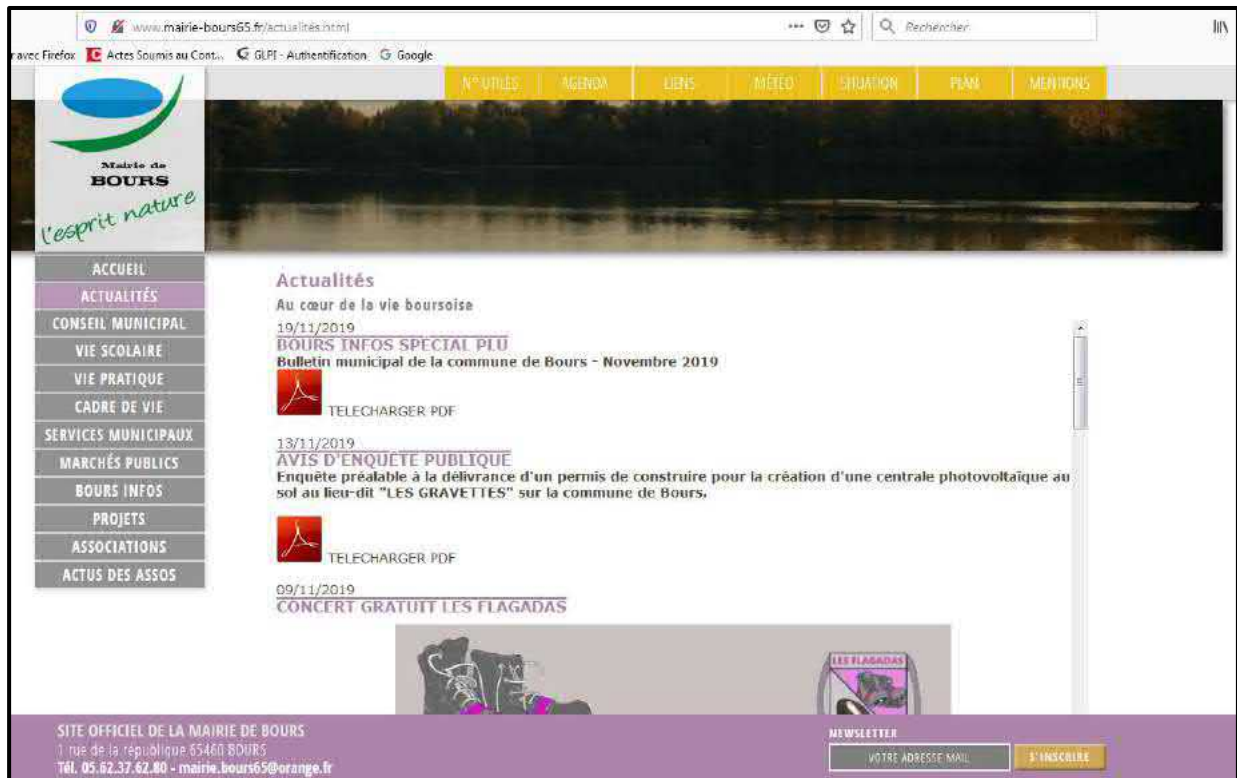 www.mairie-bours65.fr/actualités.html
Rechercher
r avec Firefox
Actes Soumis au Cont...
GLPI - Authentification
Google
N° UTILES
AGENDA
LIENS
MÉTÉO
SITUATION
PLAN
MENTIONS
Mairie de
BOURS
l'esprit nature
ACCUEIL
ACTUALITÉS
CONSEIL MUNICIPAL
VIE SCOLAIRE
VIE PRATIQUE
CADRE DE VIE
SERVICES MUNICIPAUX
MARCHÉS PUBLICS
BOURS INFOS
PROJETS
ASSOCIATIONS
ACTUS DES ASSOS
Actualités
Au cœur de la vie boursoise
19/11/2019
BOURS INFOS SPECIAL PLU
Bulletin municipal de la commune de Bours - Novembre 2019
TELECHARGER PDF
13/11/2019
AVIS D'ENQUETE PUBLIQUE
Enquête préalable à la délivrance d'un permis de construire pour la création d'une centrale photovoltaïque au
sol au lieu-dit "LES GRAVETTES" sur la commune de Bours.
TELECHARGER PDF
09/11/2019
CONCERT GRATUIT LES FLAGADAS
LES FLAGADAS
SITE OFFICIEL DE LA MAIRIE DE BOURS
1 rue de la république 65460 BOURS
Tél. 05.62.37.62.80 - mairie.bours65@orange.fr
NEWSLETTER
VOTRE ADRESSE MAIL
S'INSCRIRE